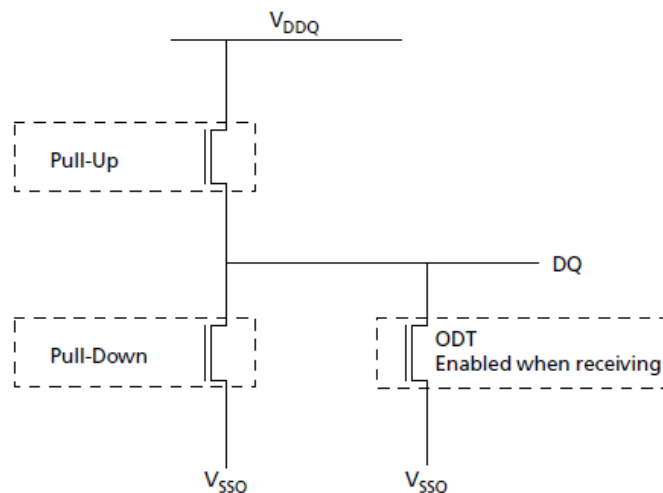 VDDQ
Pull-Up
DQ
Pull-Down
ODT
Enabled when receiving
VSSQ
VSSQ